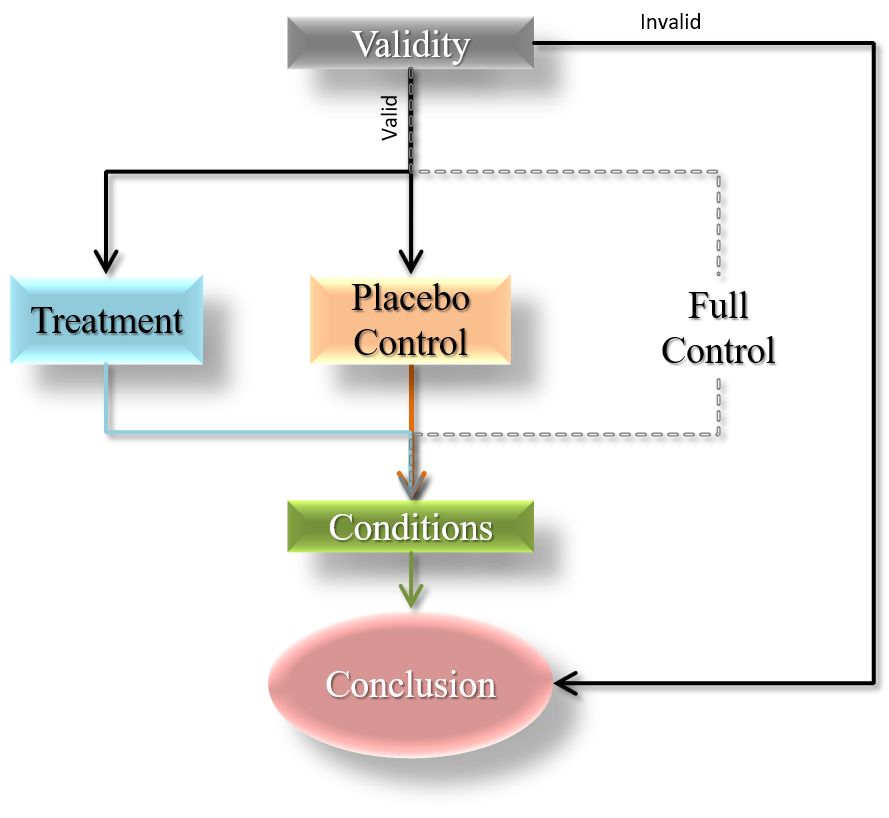 Validity
Invalid
Valid
Treatment
Placebo
Control
Full
Control
Conditions
Conclusion